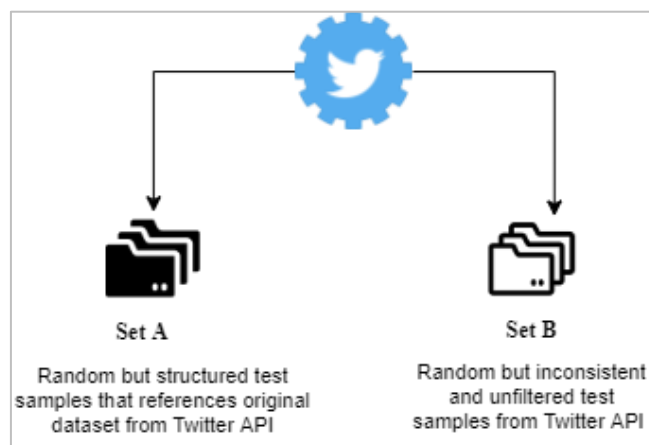 Set A
Random but structured test
samples that references original
dataset from Twitter API
Set B
Random but inconsistent
and unfiltered test
samples from Twitter API